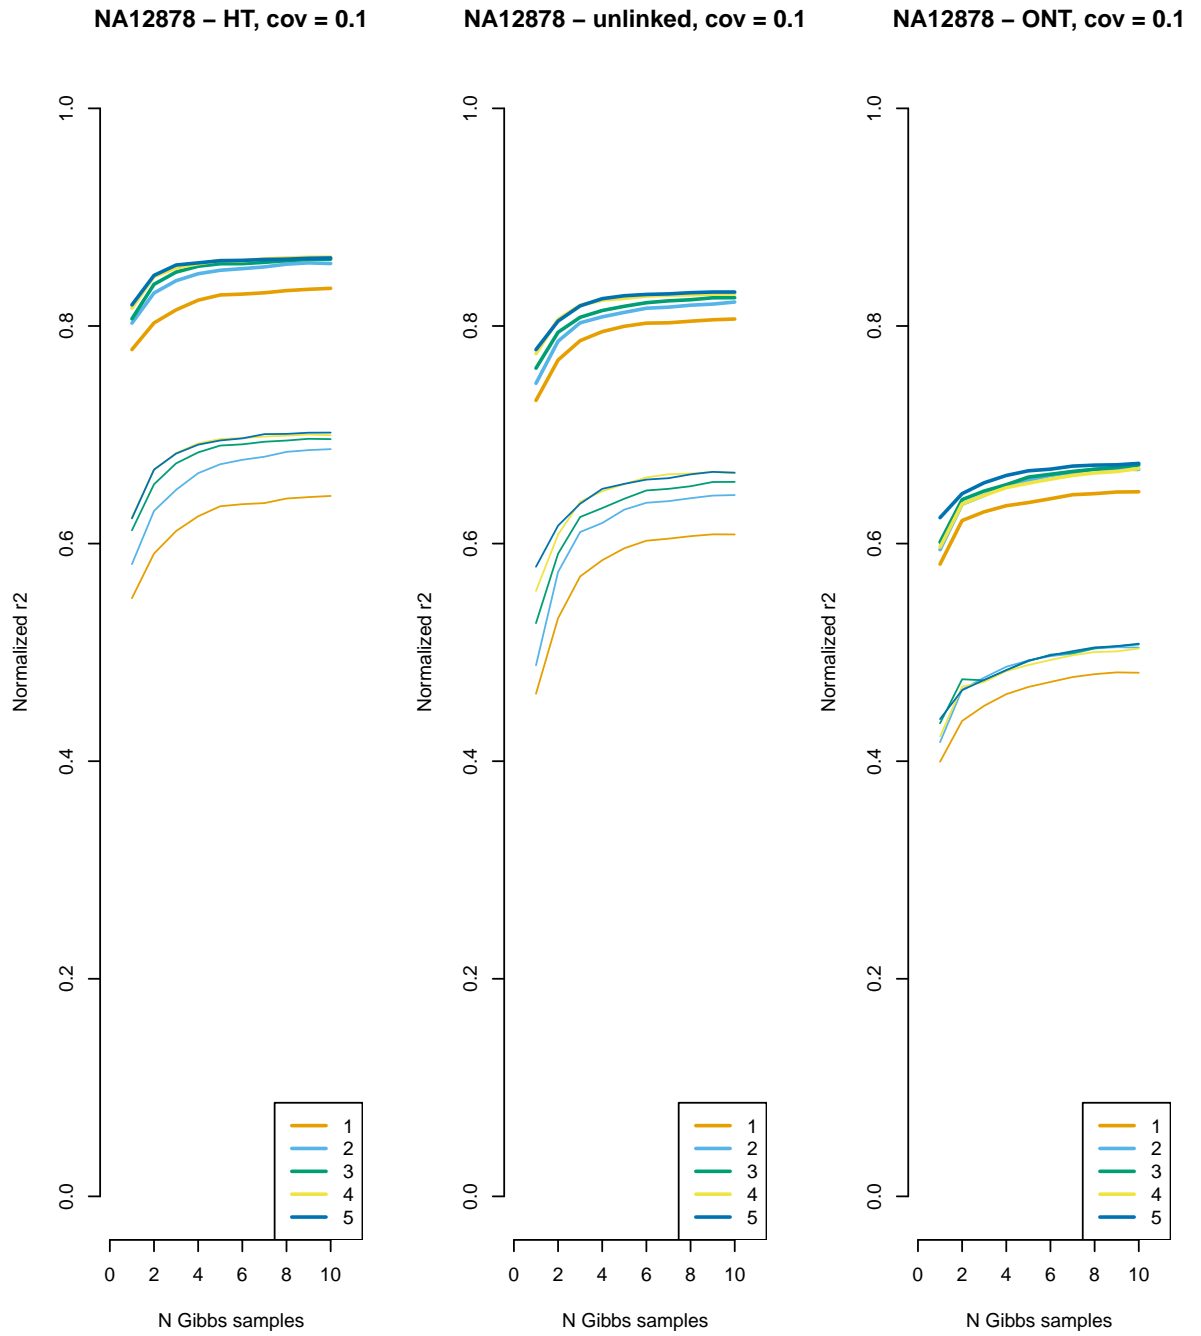 NA12878 − HT, cov = 0.1
Normalized r2
1.0
0.8
0.6
0.4
0.2
0.0
1
2
3
4
5
0 2 4 6 8 10
N Gibbs samples
NA12878 − unlinked, cov = 0.1
Normalized r2
1.0
0.8
0.6
0.4
0.2
0.0
1
2
3
4
5
0 2 4 6 8 10
N Gibbs samples
NA12878 − ONT, cov = 0.1
Normalized r2
1.0
0.8
0.6
0.4
0.2
0.0
1
2
3
4
5
0 2 4 6 8 10
N Gibbs samples